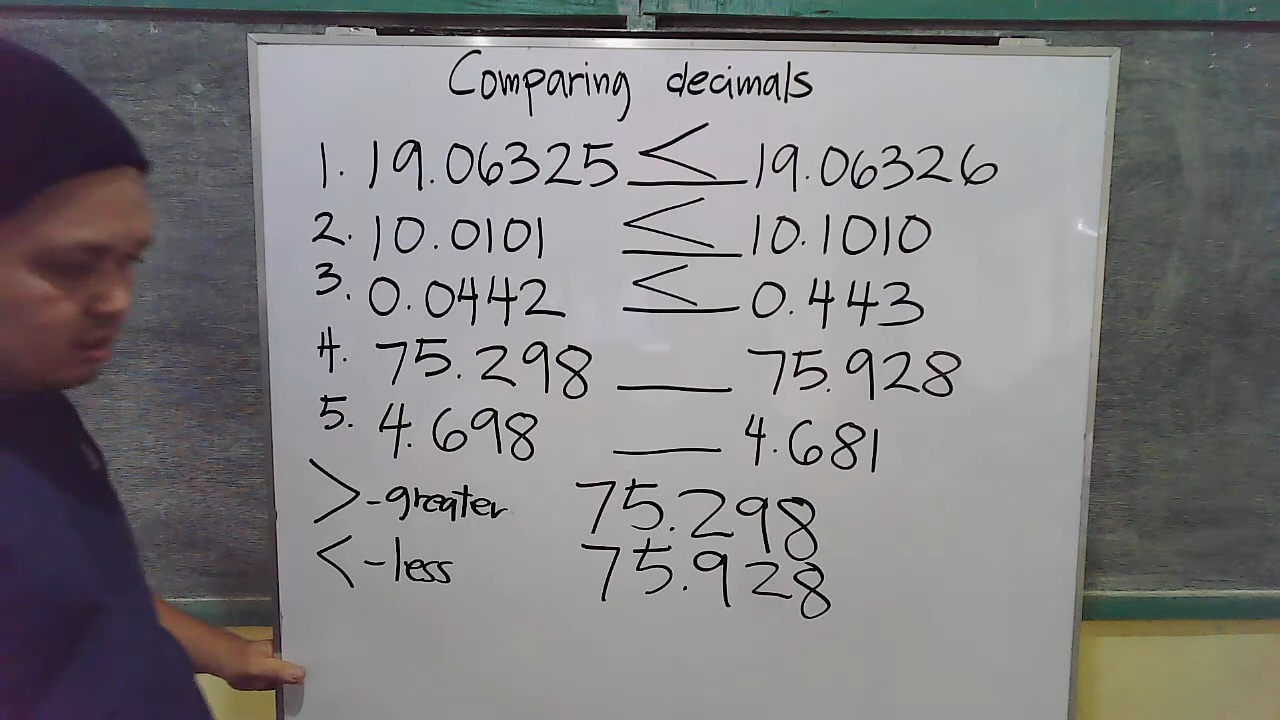 Comparing decimals
1. 19.06325 < 19.06326
2. 10.0101 < 10.1010
3. 0.0442 < 0.443
4. 75.298 ___ 75.928
5. 4.698 ___ 4.681
> -greater 75.298
< -less 75.928